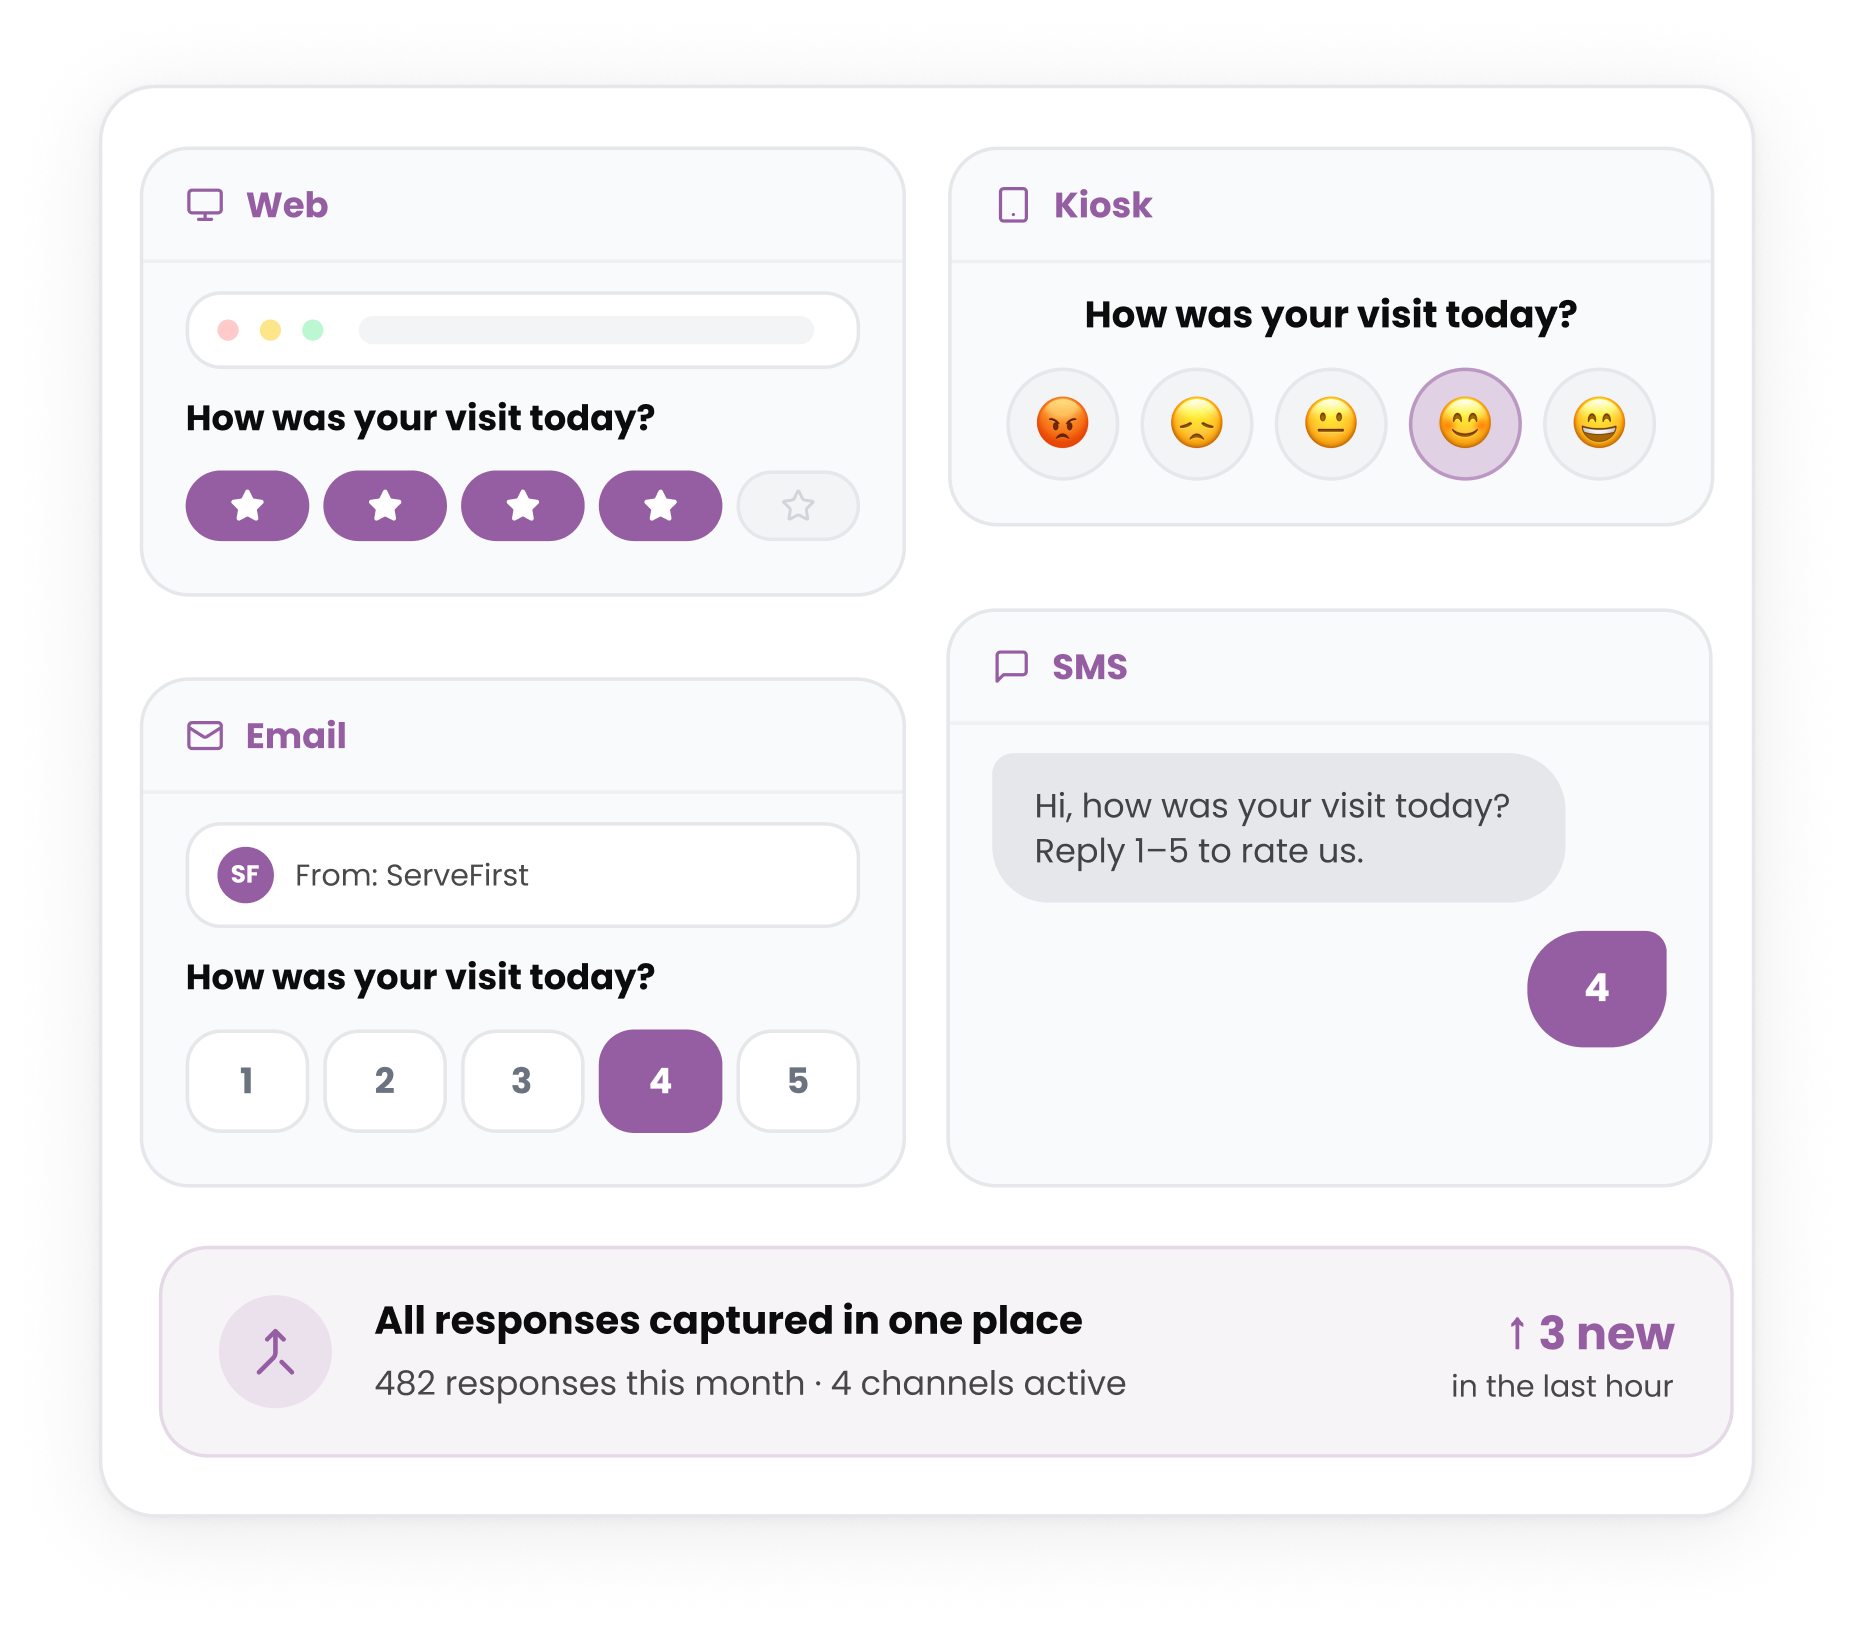 Web
How was your visit today?
Kiosk
How was your visit today?
Email
SF From: ServeFirst
How was your visit today?
1 2 3 4 5
SMS
Hi, how was your visit today?
Reply 1–5 to rate us.
4
All responses captured in one place
482 responses this month · 4 channels active
↑ 3 new
in the last hour